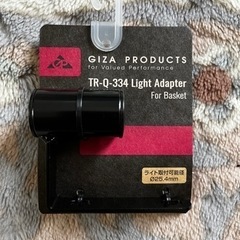 GIZA PRODUCTS
for Valued Performance
TR-Q-334 Light Adapter
For Basket
ライト取付可能径
Ø25.4mm